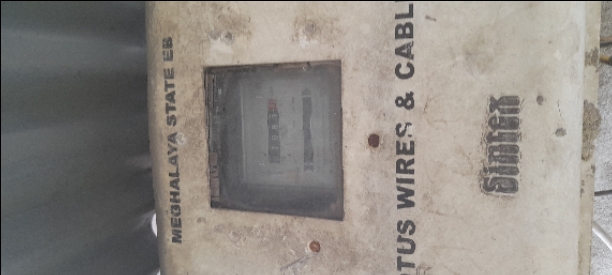 MEGHALAYA STATE EB
TUS WIRES & CABL
Sintex